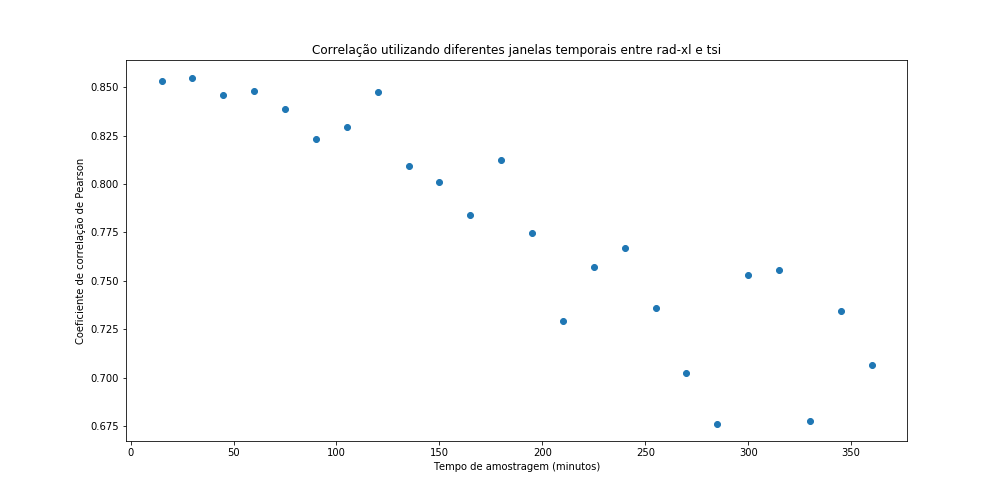 Correlação utilizando diferentes janelas temporais entre rad-xl e tsi
Coeficiente de correlação de Pearson
0.850
0.825
0.800
0.775
0.750
0.725
0.700
0.675
0 50 100 150 200 250 300 350
Tempo de amostragem (minutos)